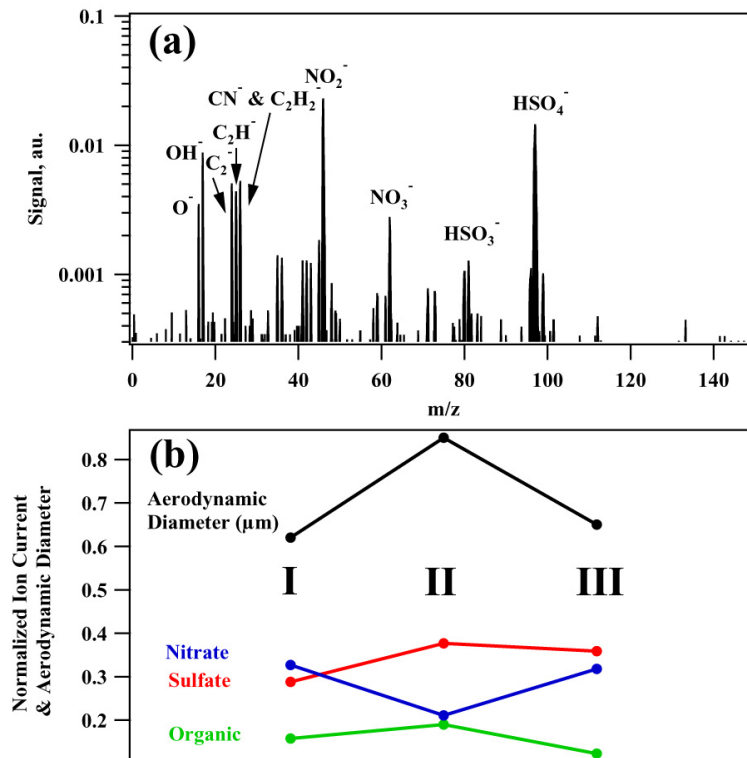 (a)
0.1
0.01
0.001
Signal, au.
O⁻
OH⁻
C₂⁻
C₂H⁻
CN⁻ & C₂H₂⁻
NO₂⁻
NO₃⁻
HSO₃⁻
HSO₄⁻
0 20 40 60 80 100 120 140
m/z
(b)
Normalized Ion Current
& Aerodynamic Diameter
0.8
0.7
0.6
0.5
0.4
0.3
0.2
Aerodynamic
Diameter (µm)
I II III
Nitrate
Sulfate
Organic